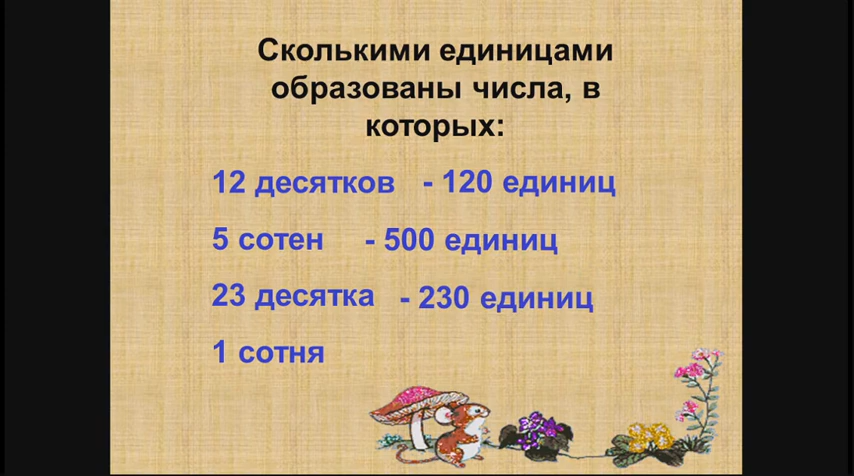 Сколькими единицами
образованы числа, в
которых:
12 десятков - 120 единиц
5 сотен - 500 единиц
23 десятка - 230 единиц
1 сотня